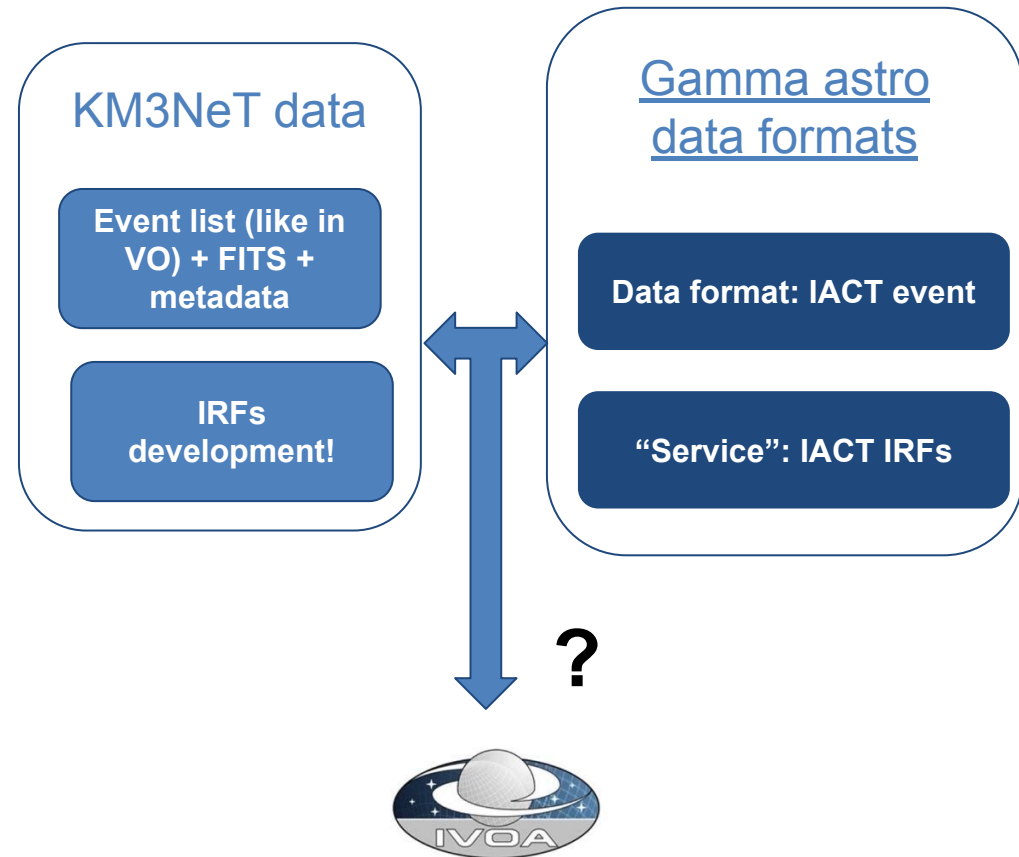 KM3NeT data
Event list (like in
VO) + FITS +
metadata
IRFs
development!
Gamma astro
data formats
Data format: IACT event
“Service”: IACT IRFs
?
IVOA